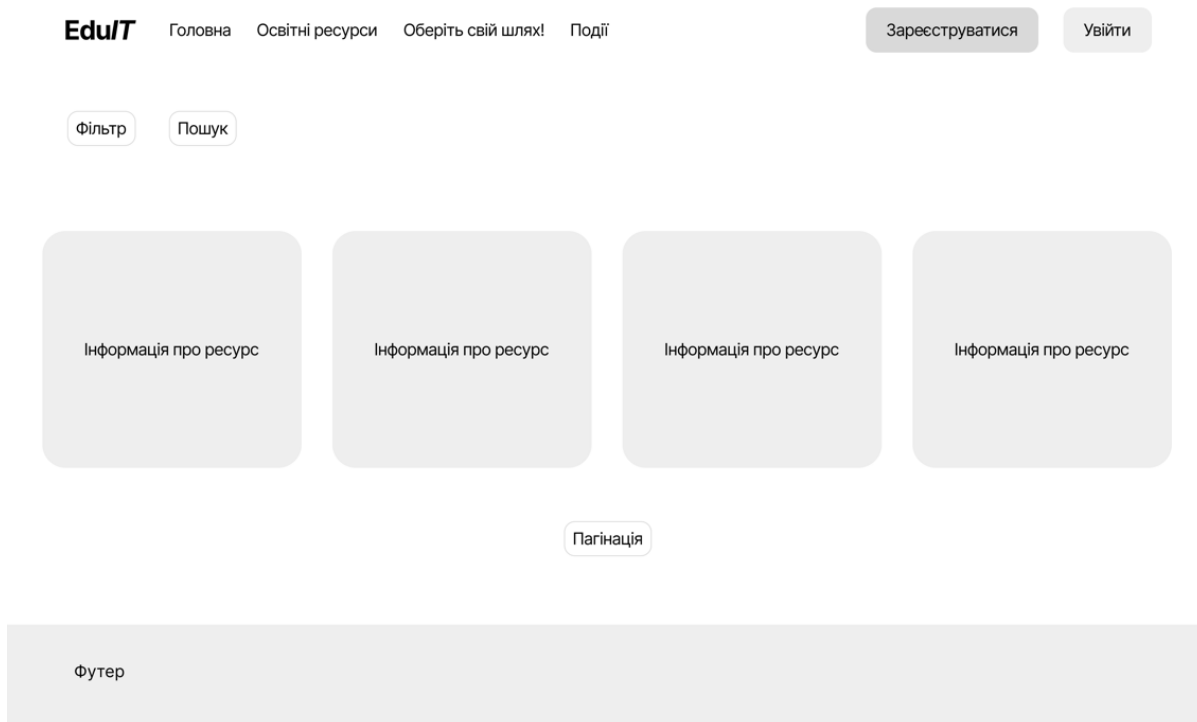 EduIT Головна Освітні ресурси Оберіть свій шлях! Події Зареєструватися Увійти
Фільтр Пошук
Інформація про ресурс Інформація про ресурс Інформація про ресурс Інформація про ресурс
Пагінація
Футер